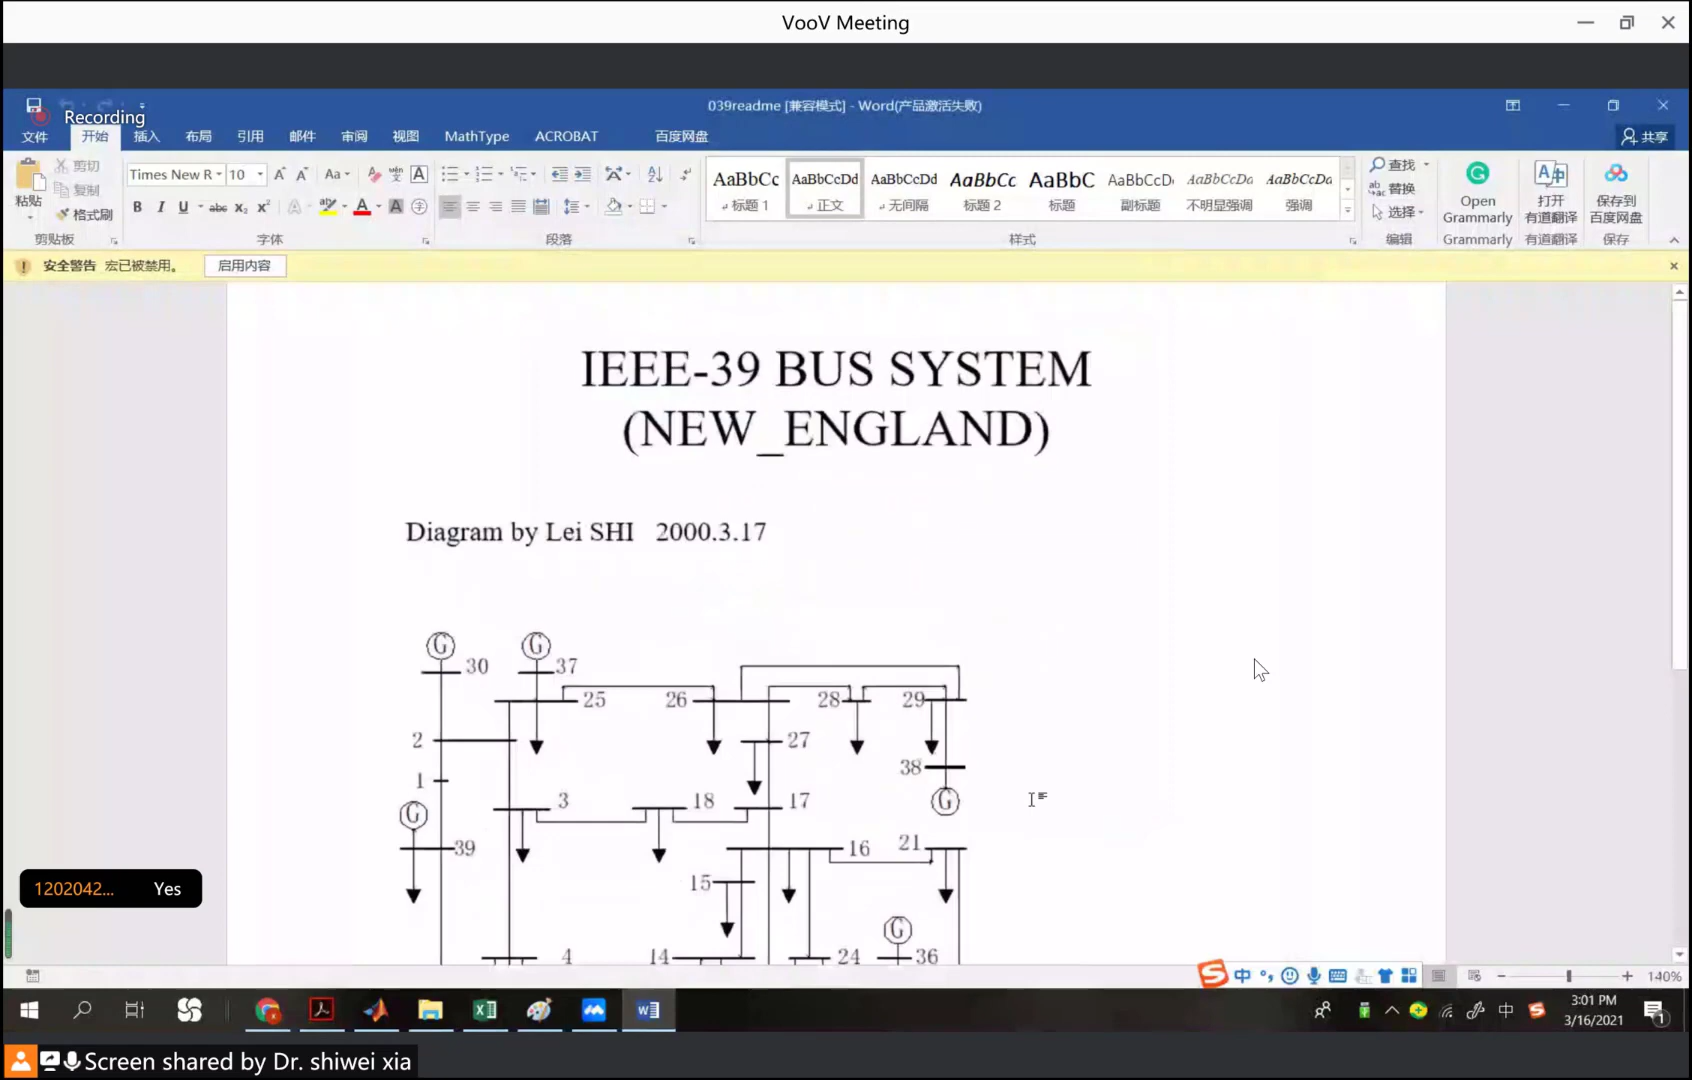 VooV Meeting
039readme [兼容模式] - Word(产品激活失败)
Recording
文件 开始 插入 布局 引用 邮件 审阅 视图 MathType ACROBAT 百度网盘 共享
粘贴 剪切 复制 格式刷 剪贴板
Times New R 10 Aa A
B I U abc X₂ X² A A A 字
字体 段落
AaBbCc AaBbCcDd AaBbCcDd AaBbCc AaBbC AaBbCcD AaBbCcDa AaBbCcDa
标题 1 正文 无间隔 标题 2 标题 副标题 不明显强调 强调
样式
查找 替换 选择 编辑
Open Grammarly Grammarly
打开 有道翻译 有道翻译
保存到 百度网盘 保存
安全警告 宏已被禁用。 启用内容
IEEE-39 BUS SYSTEM
(NEW_ENGLAND)
Diagram by Lei SHI 2000.3.17
G G
30 37
25 26 28 29
2 27
1 38
3 18 17 G
G
39 16 21
15
G
4 14 24 36
1202042... Yes
中 140%
W
中
3:01 PM
3/16/2021
1
Screen shared by Dr. shiwei xia